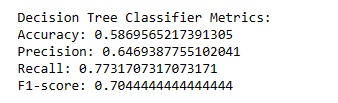 Decision Tree Classifier Metrics:
Accuracy: 0.5869565217391305
Precision: 0.6469387755102041
Recall: 0.7731707317073171
F1-score: 0.7044444444444444